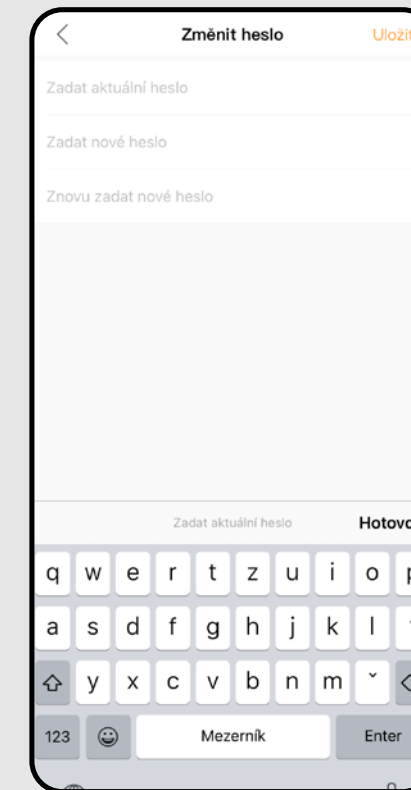 Změnit heslo Uložit
Zadat aktuální heslo
Zadat nové heslo
Znovu zadat nové heslo
Zadat aktuální heslo Hotovo
q w e r t z u i o p
a s d f g h j k l
y x c v b n m ˇ
123 Mezerník Enter